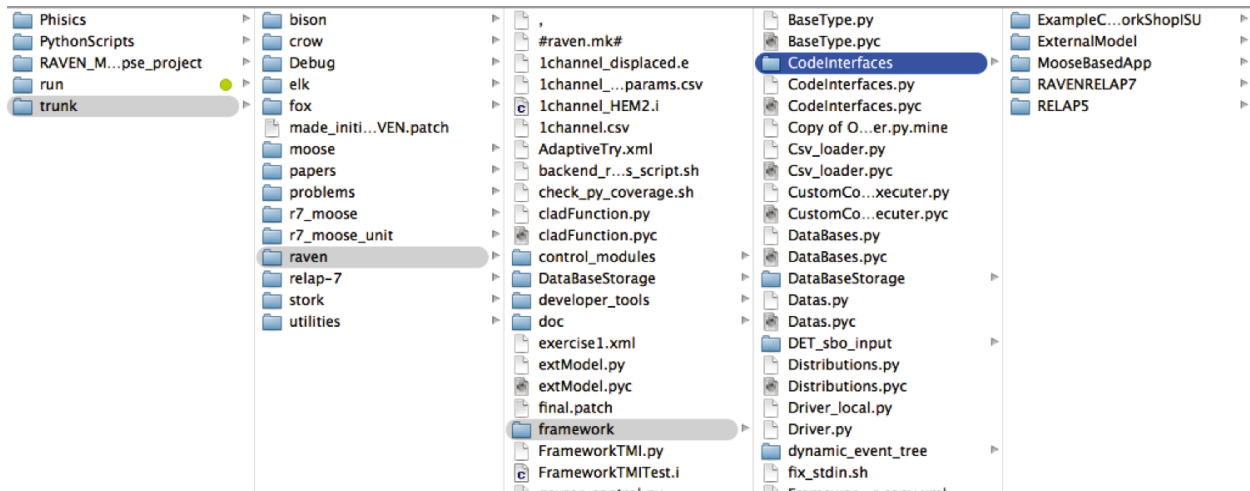 Phisics
PythonScripts
RAVEN_M...pse_project
run
trunk
bison
crow
Debug
elk
fox
made_initi...VEN.patch
moose
papers
problems
r7_moose
r7_moose_unit
raven
relap-7
stork
utilities
,
#raven.mk#
1channel_displaced.e
1channel_...params.csv
1channel_HEM2.i
1channel.csv
AdaptiveTry.xml
backend_r...s_script.sh
check_py_coverage.sh
cladFunction.py
cladFunction.pyc
control_modules
DataBaseStorage
developer_tools
doc
exercise1.xml
extModel.py
extModel.pyc
final.patch
framework
FrameworkTMI.py
FrameworkTMITest.i
BaseType.py
BaseType.pyc
CodeInterfaces
CodeInterfaces.py
CodeInterfaces.pyc
Copy of O...er.py.mine
Csv_loader.py
Csv_loader.pyc
CustomCo...xecuter.py
CustomCo...ecuter.pyc
DataBases.py
DataBases.pyc
DataBaseStorage
Datas.py
Datas.pyc
DET_sbo_input
Distributions.py
Distributions.pyc
Driver_local.py
Driver.py
dynamic_event_tree
fix_stdin.sh
ExampleC...orkShopISU
ExternalModel
MooseBasedApp
RAVENRELAP7
RELAP5